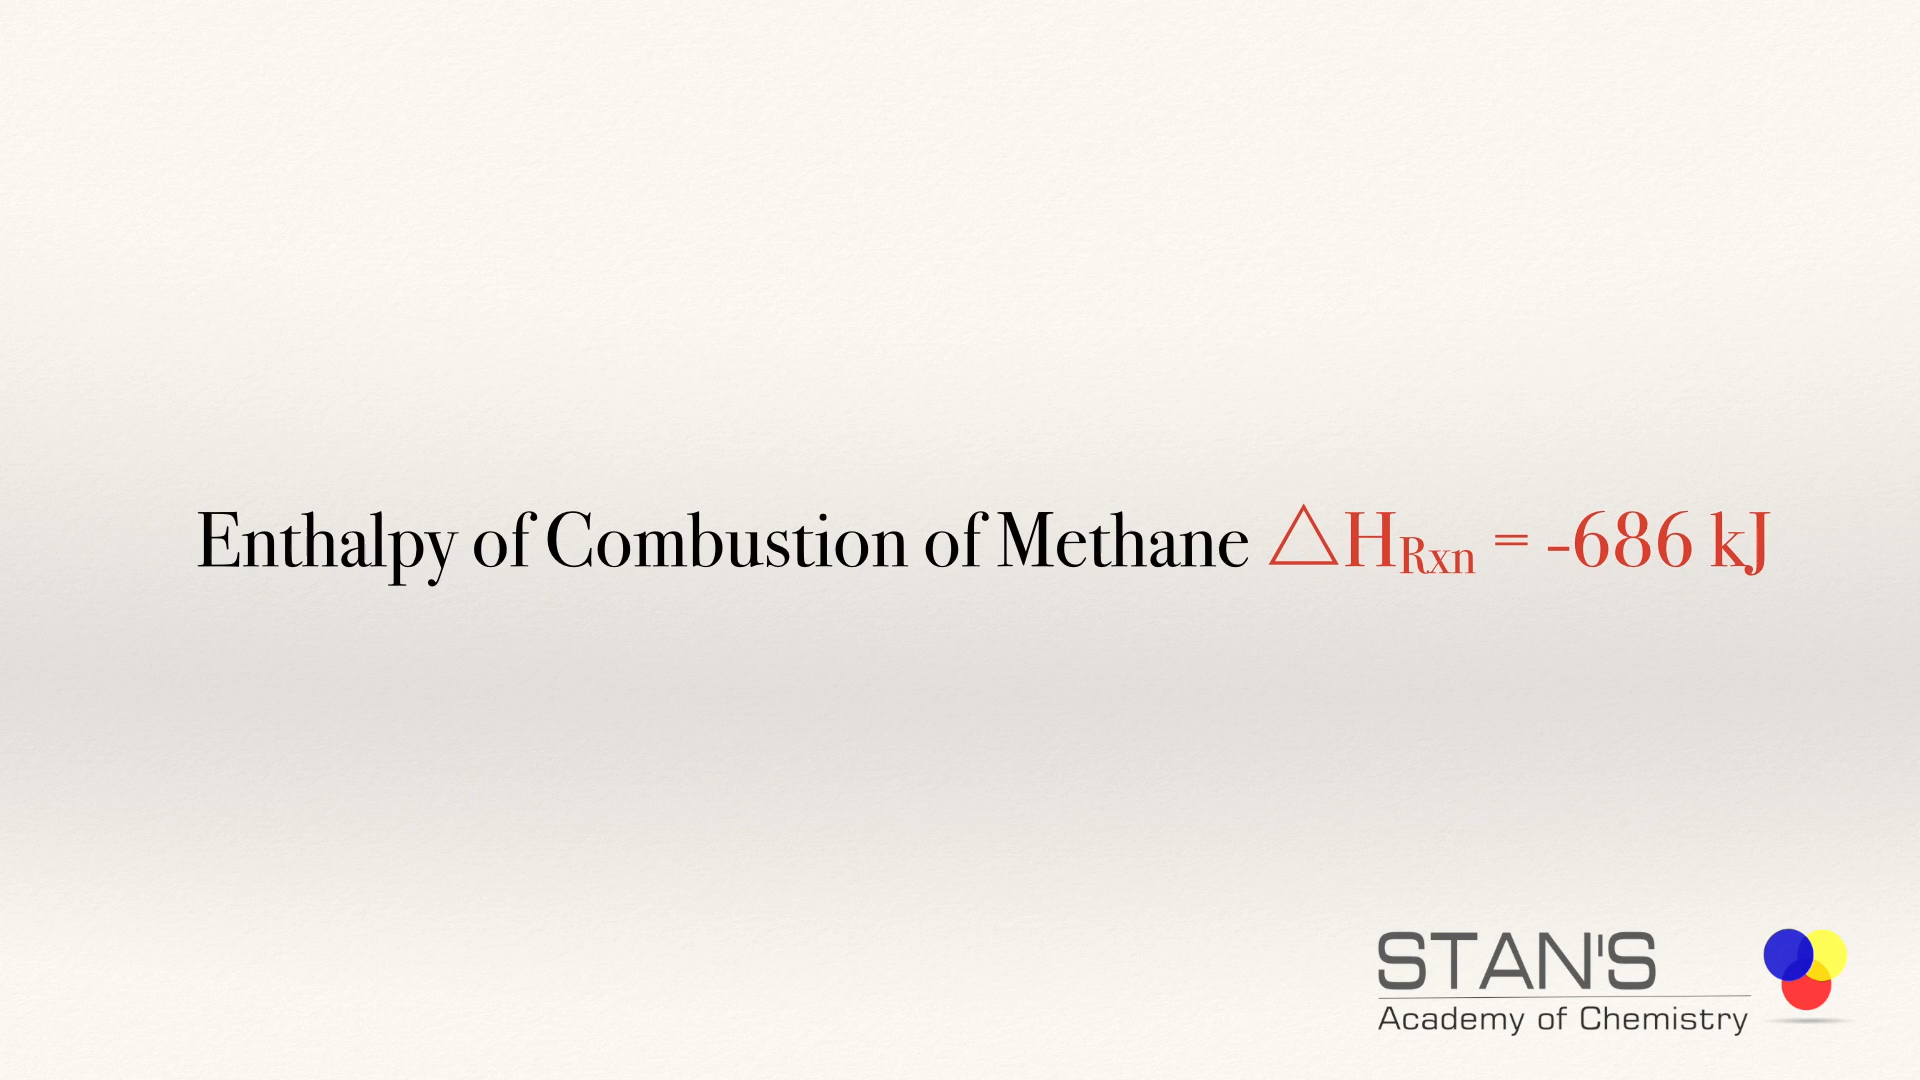 Enthalpy of Combustion of Methane △HRxn = -686 kJ
STAN'S
Academy of Chemistry